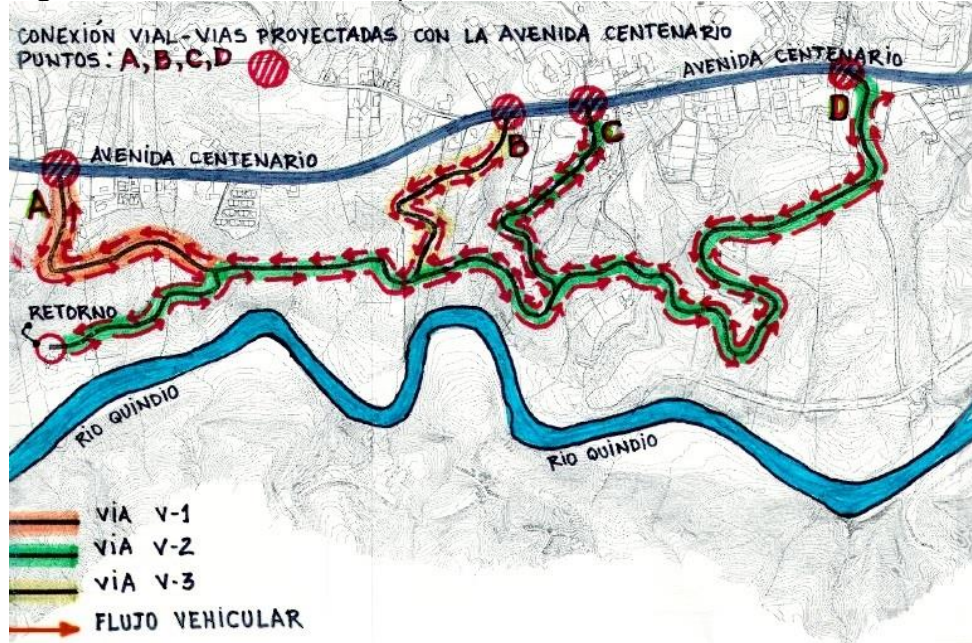 CONEXIÓN VIAL-VIAS PROYECTADAS CON LA AVENIDA CENTENARIO
PUNTOS: A,B,C,D
AVENIDA CENTENARIO
D
B
C
AVENIDA CENTENARIO
A
RETORNO
RIO QUINDIO
RIO QUINDIO
VIA V-1
VIA V-2
VIA V-3
FLUJO VEHICULAR